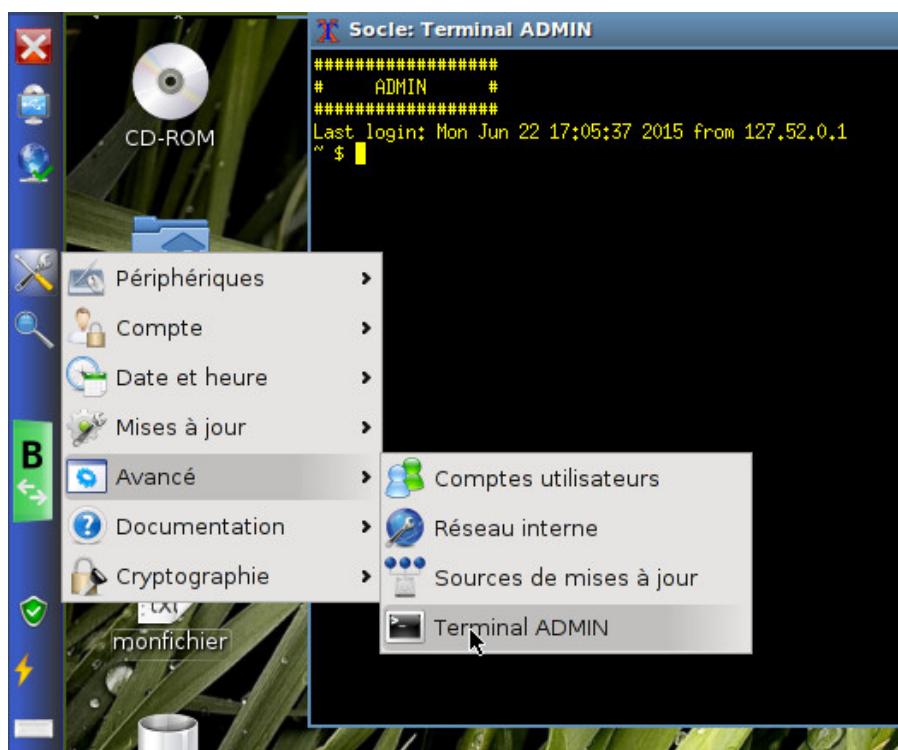 Socle: Terminal ADMIN
##################
# ADMIN #
##################
Last login: Mon Jun 22 17:05:37 2015 from 127.52.0.1
~ $
CD-ROM
Périphériques
Compte
Date et heure
Mises à jour
Avancé
Documentation
Cryptographie
Comptes utilisateurs
Réseau interne
Sources de mises à jour
Terminal ADMIN
B
monfichier